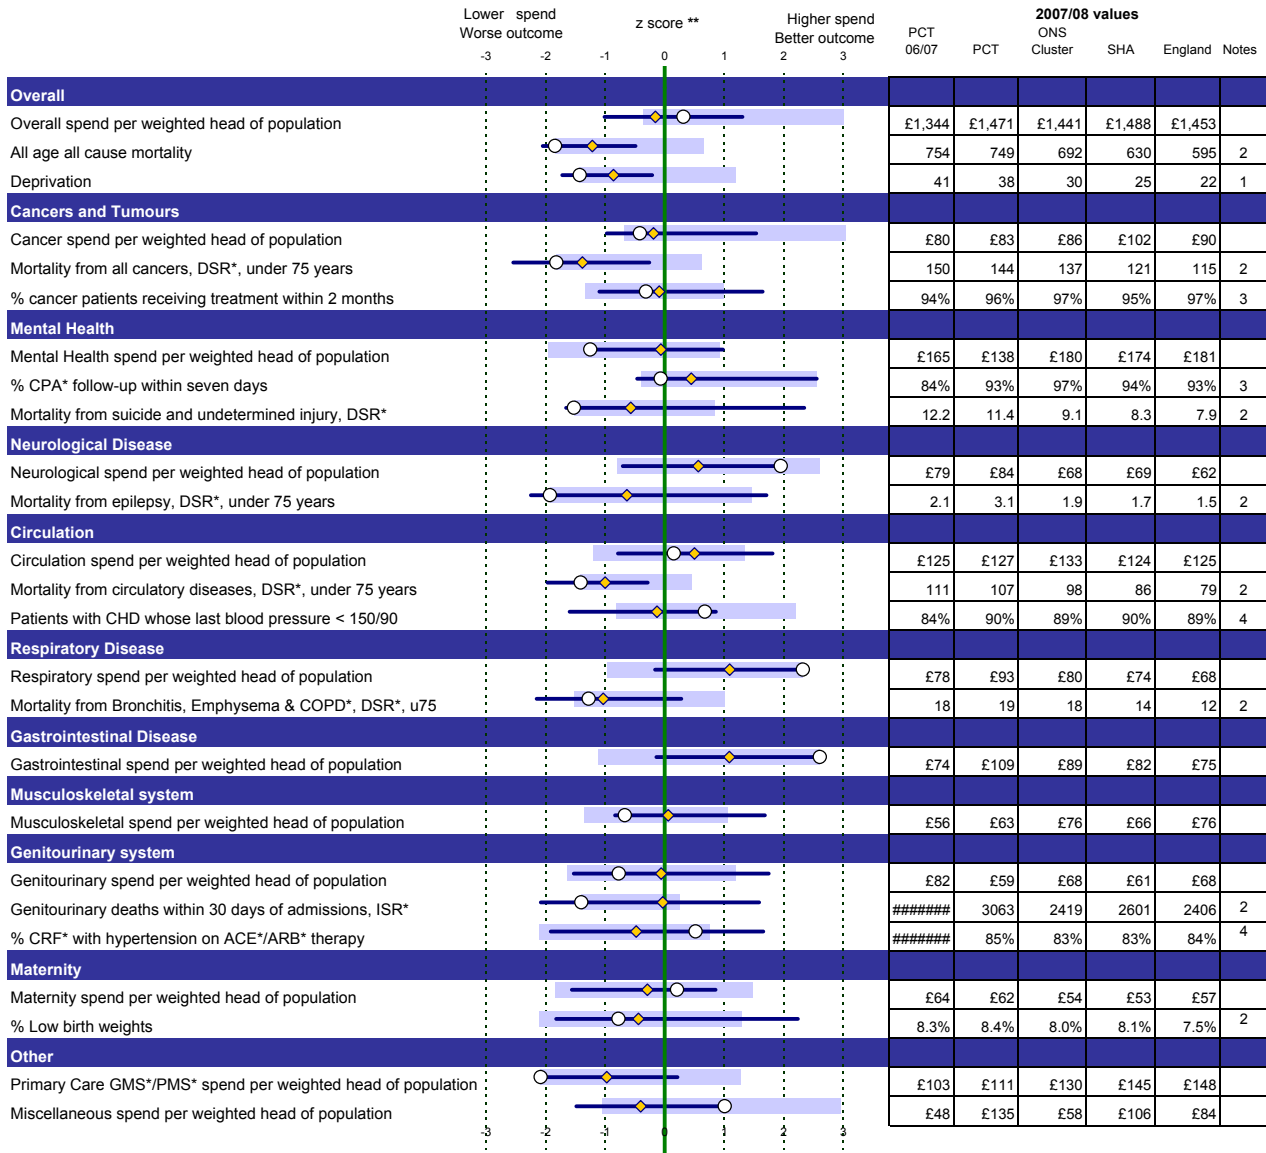 Lower spend
Worse outcome
z score **
Higher spend
Better outcome
2007/08 values
PCT 06/07
PCT
ONS Cluster
SHA
England
Notes
-3 -2 -1 0 1 2 3
Overall
Overall spend per weighted head of population £1,344 £1,471 £1,441 £1,488 £1,453
All age all cause mortality 754 749 692 630 595 2
Deprivation 41 38 30 25 22 1
Cancers and Tumours
Cancer spend per weighted head of population £80 £83 £86 £102 £90
Mortality from all cancers, DSR*, under 75 years 150 144 137 121 115 2
% cancer patients receiving treatment within 2 months 94% 96% 97% 95% 97% 3
Mental Health
Mental Health spend per weighted head of population £165 £138 £180 £174 £181
% CPA* follow-up within seven days 84% 93% 97% 94% 93% 3
Mortality from suicide and undetermined injury, DSR* 12.2 11.4 9.1 8.3 7.9 2
Neurological Disease
Neurological spend per weighted head of population £79 £84 £68 £69 £62
Mortality from epilepsy, DSR*, under 75 years 2.1 3.1 1.9 1.7 1.5 2
Circulation
Circulation spend per weighted head of population £125 £127 £133 £124 £125
Mortality from circulatory diseases, DSR*, under 75 years 111 107 98 86 79 2
Patients with CHD whose last blood pressure < 150/90 84% 90% 89% 90% 89% 4
Respiratory Disease
Respiratory spend per weighted head of population £78 £93 £80 £74 £68
Mortality from Bronchitis, Emphysema & COPD*, DSR*, u75 18 19 18 14 12 2
Gastrointestinal Disease
Gastrointestinal spend per weighted head of population £74 £109 £89 £82 £75
Musculoskeletal system
Musculoskeletal spend per weighted head of population £56 £63 £76 £66 £76
Genitourinary system
Genitourinary spend per weighted head of population £82 £59 £68 £61 £68
Genitourinary deaths within 30 days of admissions, ISR* ####### 3063 2419 2601 2406 2
% CRF* with hypertension on ACE*/ARB* therapy ####### 85% 83% 83% 84% 4
Maternity
Maternity spend per weighted head of population £64 £62 £54 £53 £57
% Low birth weights 8.3% 8.4% 8.0% 8.1% 7.5% 2
Other
Primary Care GMS*/PMS* spend per weighted head of population £103 £111 £130 £145 £148
Miscellaneous spend per weighted head of population £48 £135 £58 £106 £84
-3 -2 -1 0 1 2 3